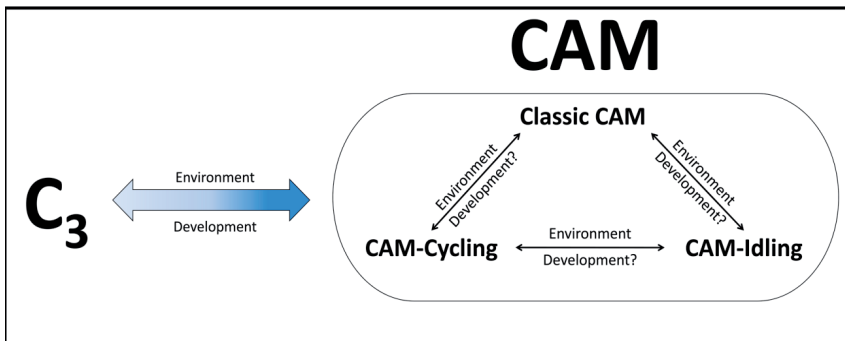 CAM
Classic CAM
Environment
Development?
Environment
Development?
C₃
Environment
Development
CAM-Cycling
Environment
Development?
CAM-Idling